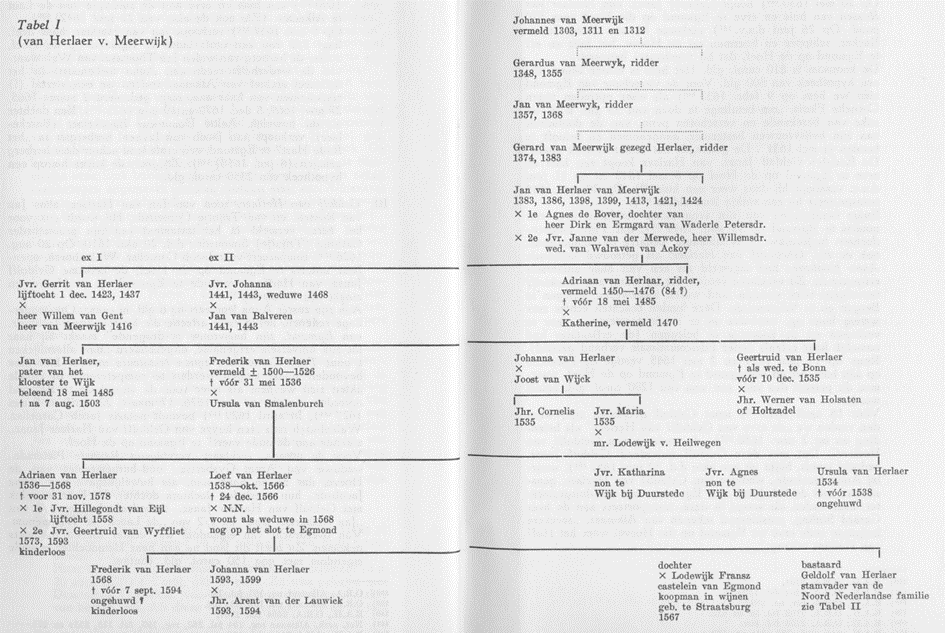 Tabel I
(van Herlaer v. Meerwijk)
Johannes van Meerwijk
vermeld 1303, 1311 en 1312
Gerardus van Meerwyk, ridder
1348, 1355
Jan van Meerwyk, ridder
1357, 1368
Gerard van Meerwijk gezegd Herlaer, ridder
1374, 1383
Jan van Herlaer van Meerwijk
1383, 1386, 1398, 1399, 1413, 1421, 1424
× 1e Agnes de Rover, dochter van
heer Dirk en Ermgard van Waderle Petersdr.
× 2e Jvr. Janne van der Merwede, heer Willemsdr.
wed. van Walraven van Ackoy
ex I
Jvr. Gerrit van Herlaer
lijftocht 1 dec. 1423, 1437
×
heer Willem van Gent
heer van Meerwijk 1416
ex II
Jvr. Johanna
1441, 1443, weduwe 1468
×
Jan van Balveren
1441, 1443
Adriaan van Herlaar, ridder,
vermeld 1450—1476 (84 ?)
† vóór 18 mei 1485
×
Katherine, vermeld 1470
Jan van Herlaer,
pater van het
klooster te Wijk
beleend 18 mei 1485
† na 7 aug. 1503
Frederik van Herlaer
vermeld ± 1500—1526
† vóór 31 mei 1536
×
Ursula van Smalenburch
Johanna van Herlaer
×
Joost van Wijck
Geertruid van Herlaer
† als wed. te Bonn
vóór 10 dec. 1535
×
Jhr. Werner van Holsaten
of Holtzadel
Jhr. Cornelis
1535
Jvr. Maria
1535
×
mr. Lodewijk v. Heilwegen
Adriaen van Herlaer
1536—1568
† voor 31 nov. 1578
× 1e Jvr. Hillegondt van Eijl
lijftocht 1558
× 2e Jvr. Geertruid van Wyffliet
1573, 1593
kinderloos
Loef van Herlaer
1538—okt. 1566
† 24 dec. 1566
× N.N.
woont als weduwe in 1568
nog op het slot te Egmond
Jvr. Katharina
non te
Wijk bij Duurstede
Jvr. Agnes
non te
Wijk bij Duurstede
Ursula van Herlaer
1534
† vóór 1538
ongehuwd
Frederik van Herlaer
1568
† vóór 7 sept. 1594
ongehuwd ?
kinderloos
Johanna van Herlaer
1593, 1599
×
Jhr. Arent van der Lauwiek
1593, 1594
dochter
× Lodewijk Fransz
castelein van Egmond
koopman in wijnen
geb. te Straatsburg
1567
bastaard
Geldolf van Herlaer
stamvader van de
Noord Nederlandse familie
zie Tabel II